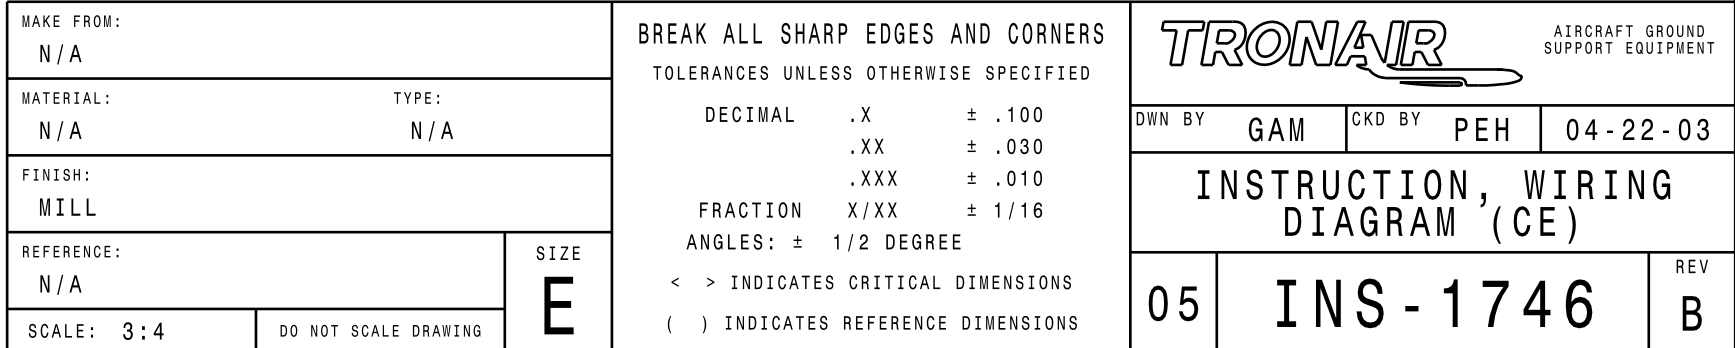 MAKE FROM:
N/A
MATERIAL: TYPE:
N/A N/A
FINISH:
MILL
REFERENCE:
N/A
SIZE
E
SCALE: 3:4
DO NOT SCALE DRAWING
BREAK ALL SHARP EDGES AND CORNERS
TOLERANCES UNLESS OTHERWISE SPECIFIED
DECIMAL .X ± .100
.XX ± .030
.XXX ± .010
FRACTION X/XX ± 1/16
ANGLES: ± 1/2 DEGREE
< > INDICATES CRITICAL DIMENSIONS
( ) INDICATES REFERENCE DIMENSIONS
TRONAIR
AIRCRAFT GROUND
SUPPORT EQUIPMENT
DWN BY GAM CKD BY PEH 04-22-03
INSTRUCTION, WIRING
DIAGRAM (CE)
05 INS-1746
REV
B